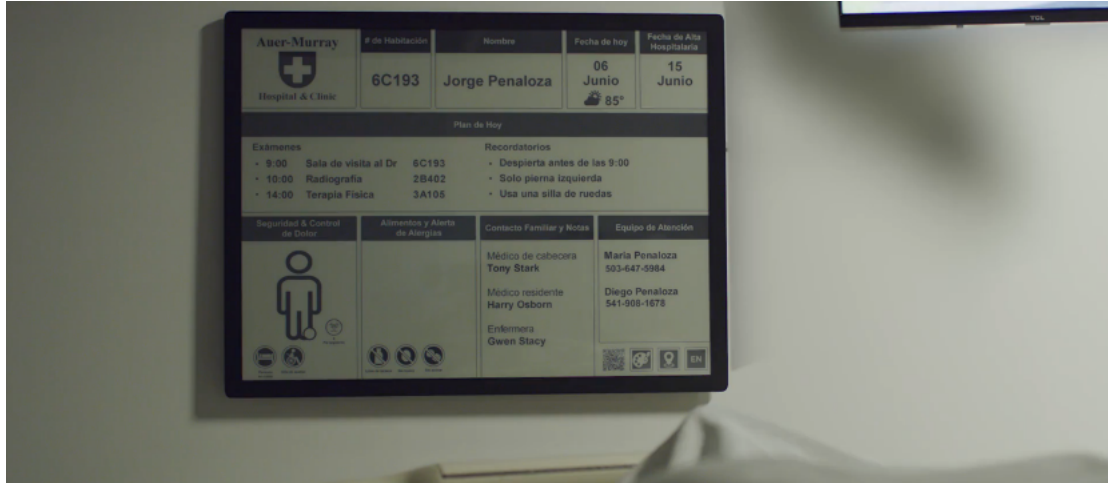 TCL
Auer-Murray
Hospital & Clinic
# de Habitación
6C193
Nombre
Jorge Penaloza
Fecha de hoy
06
Junio
85°
Fecha de Alta
Hospitalaria
15
Junio
Plan de Hoy
Exámenes
• 9:00 Sala de visita al Dr 6C193
• 10:00 Radiografía 2B402
• 14:00 Terapia Física 3A105
Recordatorios
• Despierta antes de las 9:00
• Solo pierna izquierda
• Usa una silla de ruedas
Seguridad & Control
de Dolor
Alimentos y Alerta
de Alergias
Contacto Familiar y Notas
Médico de cabecera
Tony Stark
Médico residente
Harry Osborn
Enfermera
Gwen Stacy
Equipo de Atención
Maria Penaloza
503-647-5984
Diego Penaloza
541-908-1678
EN